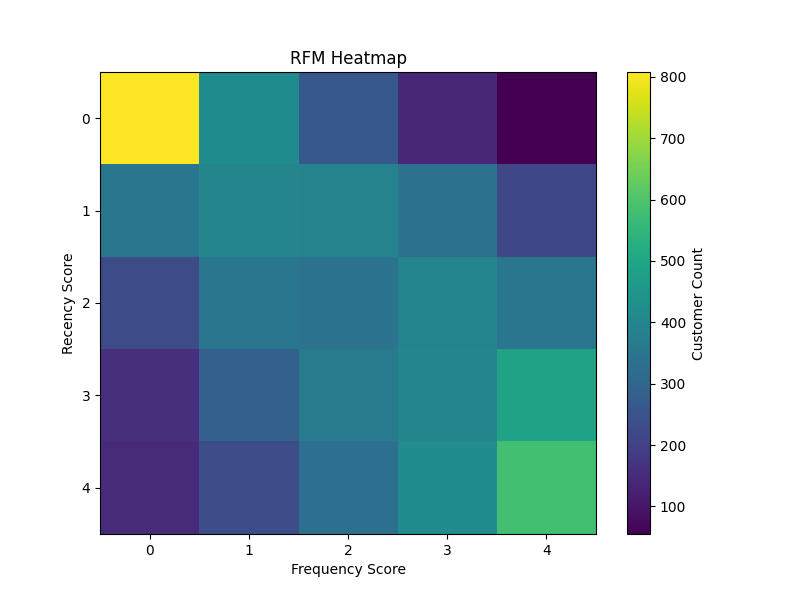 RFM Heatmap
0
1
2
3
4
Recency Score
0 1 2 3 4
Frequency Score
800
700
600
500
400
300
200
100
Customer Count